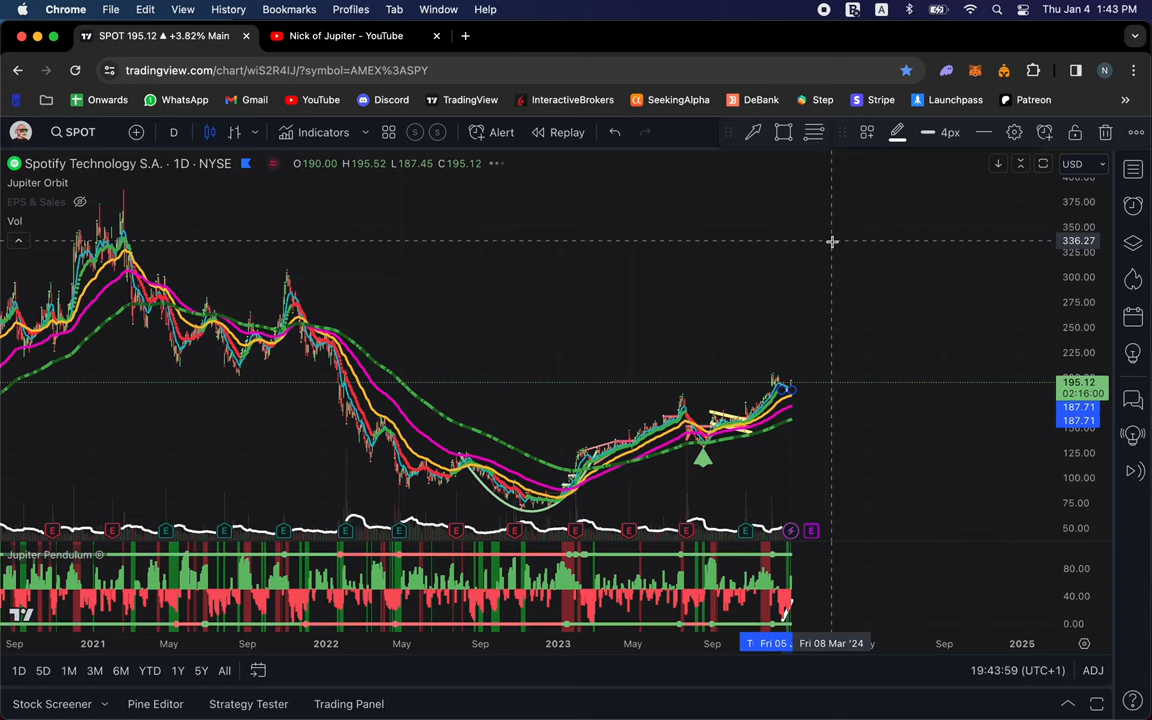 Chrome File Edit View History Bookmarks Profiles Tab Window Help A Thu Jan 4 1:43 PM
SPOT 195.12 ▲ +3.82% Main Nick of Jupiter - YouTube
tradingview.com/chart/wiS2R4IJ/?symbol=AMEX%3ASPY N
Onwards WhatsApp Gmail YouTube Discord TradingView InteractiveBrokers SeekingAlpha DeBank Step Stripe Launchpass Patreon
SPOT D Indicators S S Alert Replay 4px
Spotify Technology S.A. · 1D · NYSE O190.00 H195.52 L187.45 C195.12 USD
Jupiter Orbit
EPS & Sales
Vol
375.00
350.00
336.27
325.00
300.00
275.00
250.00
225.00
195.12
02:16:00
187.71
187.71
125.00
100.00
75.00
50.00
E E E E E E E E E E E E E E
Jupiter Pendulum
80.00
40.00
0.00
Sep 2021 May Sep 2022 May Sep 2023 May Sep Fri 05 Fri 08 Mar '24 Sep 2025
1D 5D 1M 3M 6M YTD 1Y 5Y All 19:43:59 (UTC+1) ADJ
Stock Screener Pine Editor Strategy Tester Trading Panel